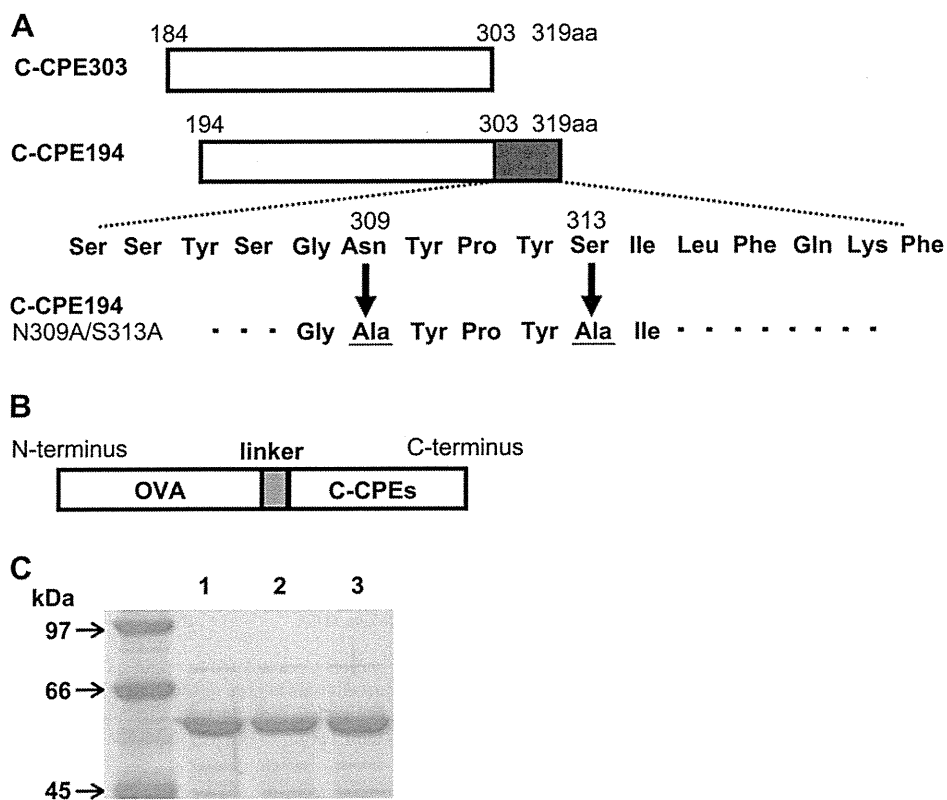 A
184 303 319aa
C-CPE303
194 303 319aa
C-CPE194
309 313
Ser Ser Tyr Ser Gly Asn Tyr Pro Tyr Ser Ile Leu Phe Gln Lys Phe
C-CPE194
N309A/S313A - - - Gly Ala Tyr Pro Tyr Ala Ile - - - - - - - - -
B
N-terminus linker C-terminus
OVA C-CPEs
C
kDa 1 2 3
97
66
45